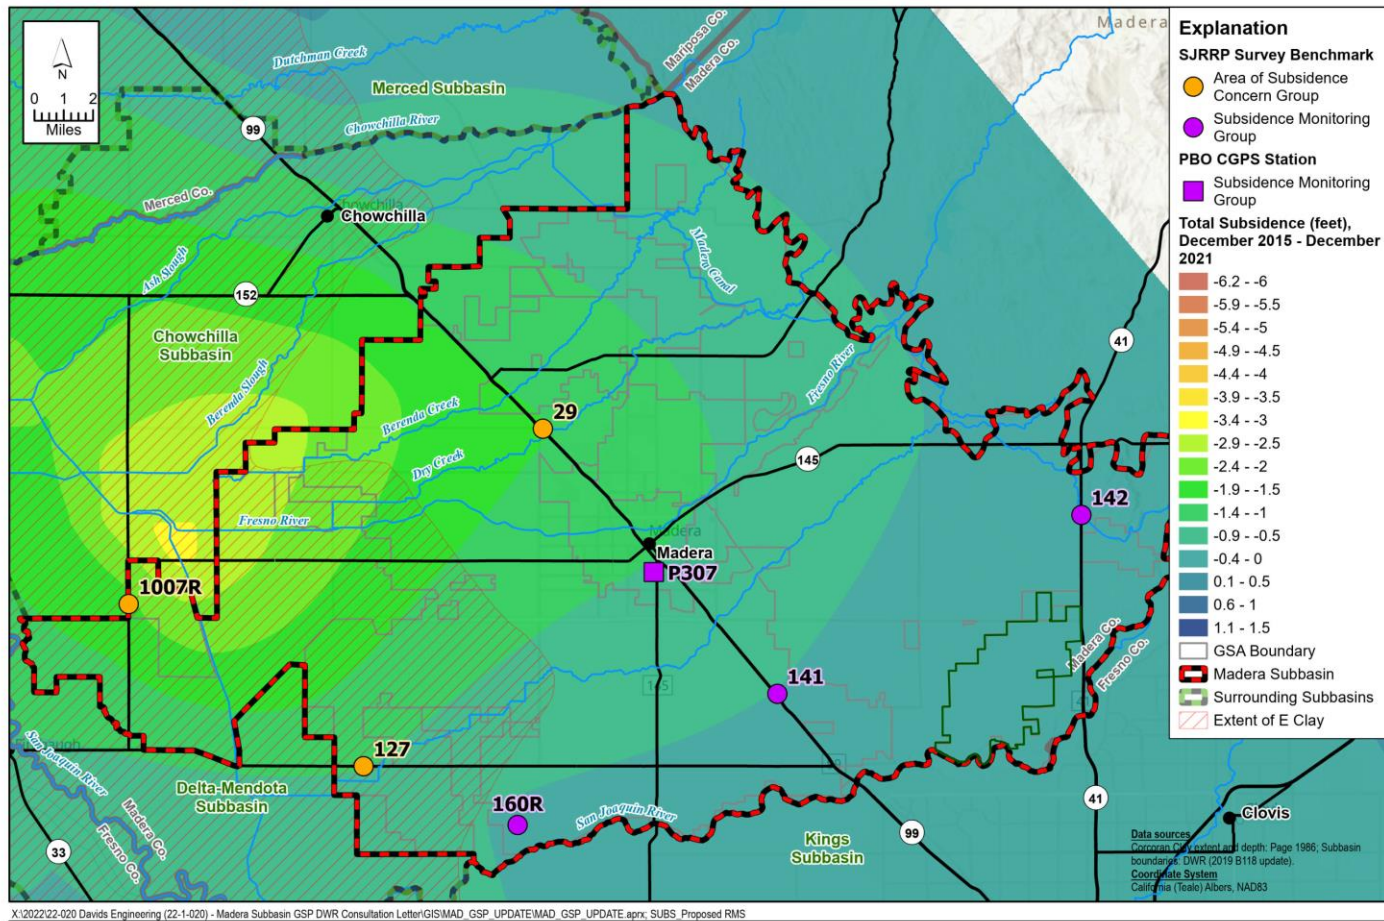 N
0 1 2
Miles
Dutchman Creek
Merced Subbasin
Chowchilla River
99
Merced Co.
Mariposa Co.
Madera Co.
Madera
Chowchilla
Ash Slough
152
Madera Canal
Chowchilla
Subbasin
Berenda Slough
41
Fresno River
29
Berenda Creek
Dry Creek
145
142
Fresno River
Madera
Madera
P307
1007R
141
145
Madera Co.
Fresno Co.
127
San Joaquin River
Delta-Mendota
Subbasin
160R
San Joaquin River
Madera Co.
Fresno Co.
33
Kings
Subbasin
99
41
Clovis
Explanation
SJRRP Survey Benchmark
Area of Subsidence
Concern Group
Subsidence Monitoring
Group
PBO CGPS Station
Subsidence Monitoring
Group
Total Subsidence (feet),
December 2015 - December
2021
-6.2 - -6
-5.9 - -5.5
-5.4 - -5
-4.9 - -4.5
-4.4 - -4
-3.9 - -3.5
-3.4 - -3
-2.9 - -2.5
-2.4 - -2
-1.9 - -1.5
-1.4 - -1
-0.9 - -0.5
-0.4 - 0
0.1 - 0.5
0.6 - 1
1.1 - 1.5
GSA Boundary
Madera Subbasin
Surrounding Subbasins
Extent of E Clay
Data sources
Corcoran Clay extent and depth: Page 1986; Subbasin
boundaries: DWR (2019 B118 update).
Coordinate System
California (Teale) Albers, NAD83
X:\2022\22-020 Davids Engineering (22-1-020) - Madera Subbasin GSP DWR Consultation Letter\GIS\MAD_GSP_UPDATE\MAD_GSP_UPDATE.aprx; SUBS_Proposed RMS